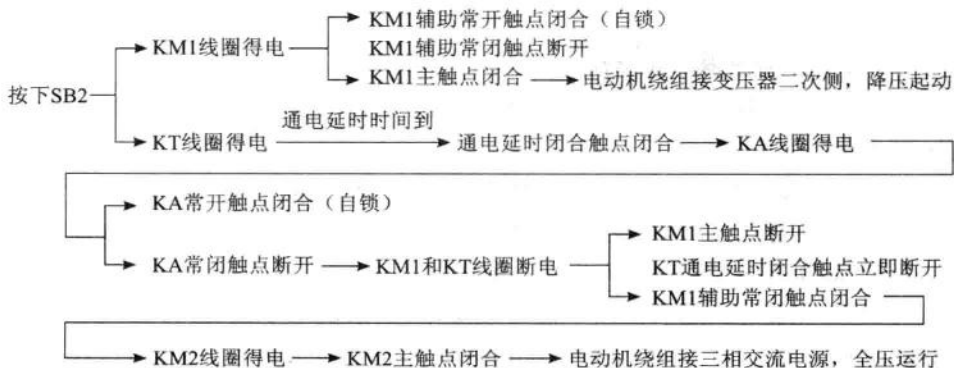 KM1辅助常开触点闭合（自锁）
KM1线圈得电
KM1辅助常闭触点断开
KM1主触点闭合 电动机绕组接变压器二次侧，降压起动
按下SB2
通电延时时间到
KT线圈得电 通电延时闭合触点闭合 KA线圈得电
KA常开触点闭合（自锁）
KM1主触点断开
KA常闭触点断开 KM1和KT线圈断电 KT通电延时闭合触点立即断开
KM1辅助常闭触点闭合
KM2线圈得电 KM2主触点闭合 电动机绕组接三相交流电源，全压运行